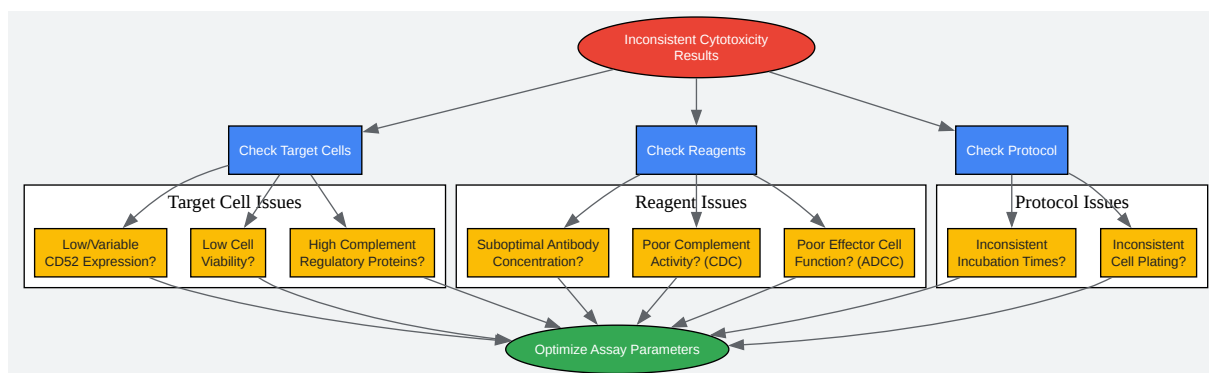 Inconsistent Cytotoxicity
Results
Check Target Cells
Check Reagents
Check Protocol
Target Cell Issues
Reagent Issues
Protocol Issues
Low/Variable
CD52 Expression?
Low Cell
Viability?
High Complement
Regulatory Proteins?
Suboptimal Antibody
Concentration?
Poor Complement
Activity? (CDC)
Poor Effector Cell
Function? (ADCC)
Inconsistent
Incubation Times?
Inconsistent
Cell Plating?
Optimize Assay Parameters